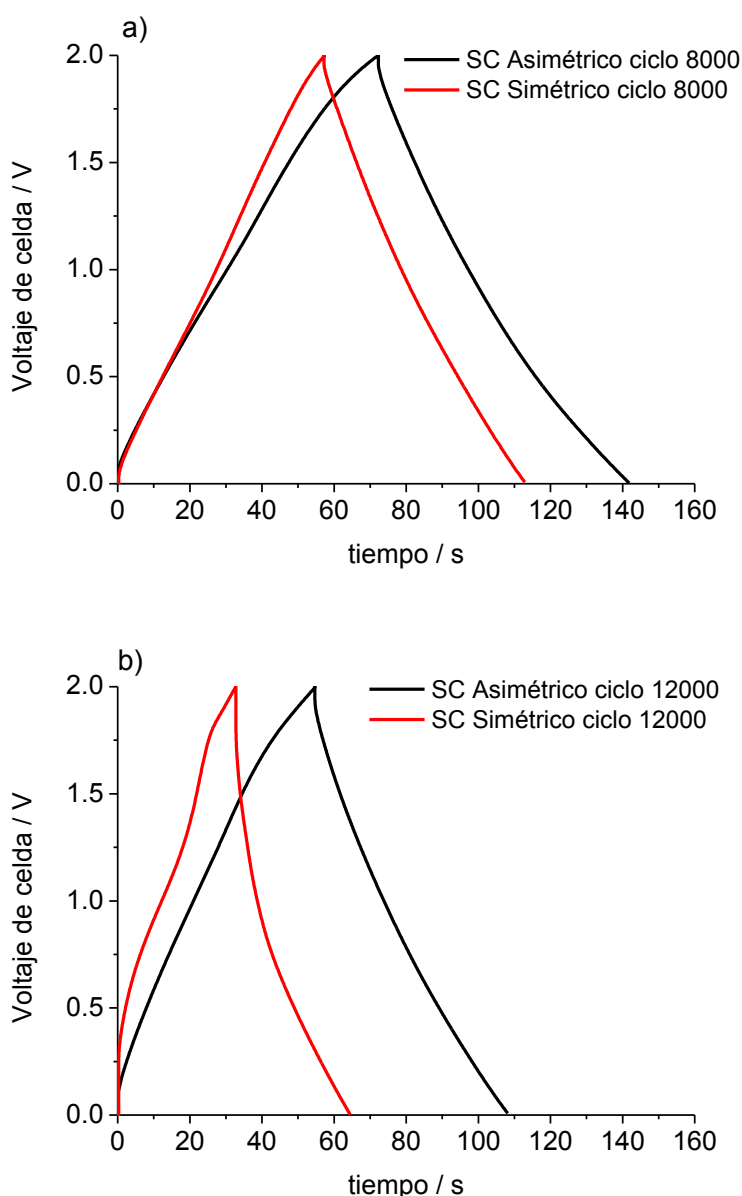 a)
SC Asimétrico ciclo 8000
SC Simétrico ciclo 8000
2.0
1.5
1.0
0.5
0.0
Voltaje de celda / V
0 20 40 60 80 100 120 140 160
tiempo / s
b)
SC Asimétrico ciclo 12000
SC Simétrico ciclo 12000
2.0
1.5
1.0
0.5
0.0
Voltaje de celda / V
0 20 40 60 80 100 120 140 160
tiempo / s